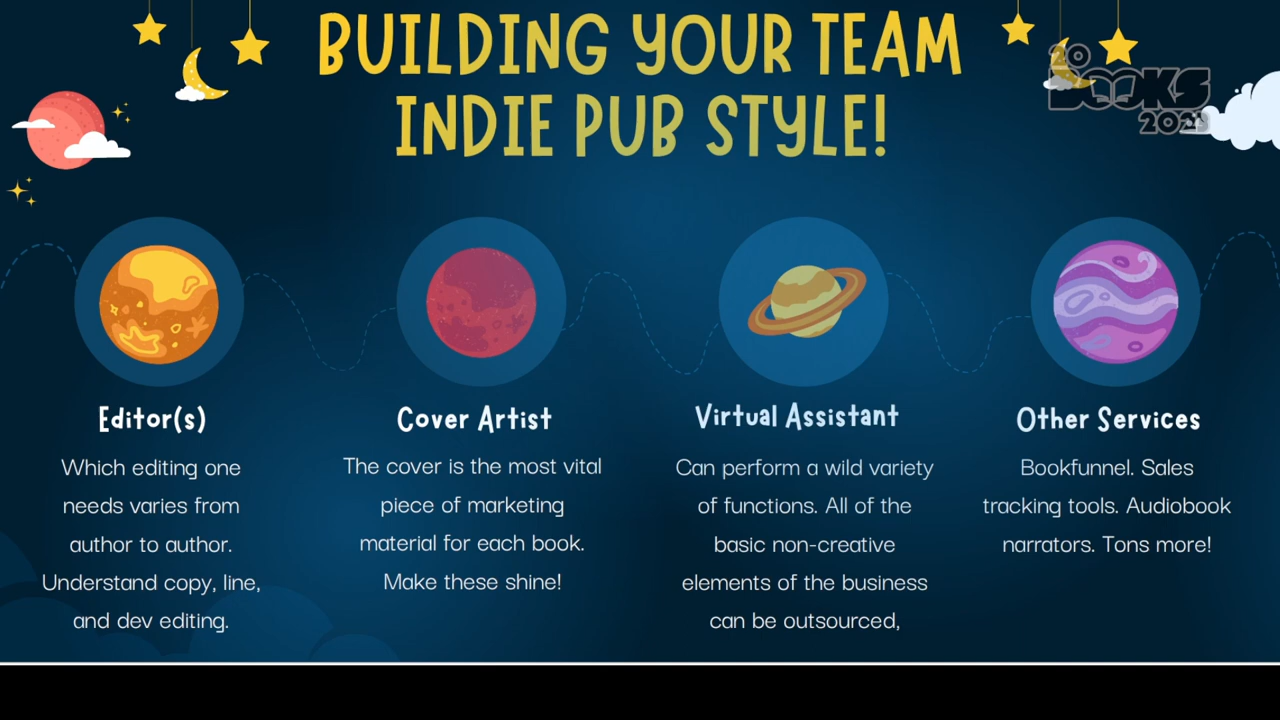 BUILDING YOUR TEAM
INDIE PUB STYLE!
20
BOOKS
Editor(s)
Which editing one
needs varies from
author to author.
Understand copy, line,
and dev editing.
Cover Artist
The cover is the most vital
piece of marketing
material for each book.
Make these shine!
Virtual Assistant
Can perform a wild variety
of functions. All of the
basic non-creative
elements of the business
can be outsourced,
Other Services
Bookfunnel. Sales
tracking tools. Audiobook
narrators. Tons more!